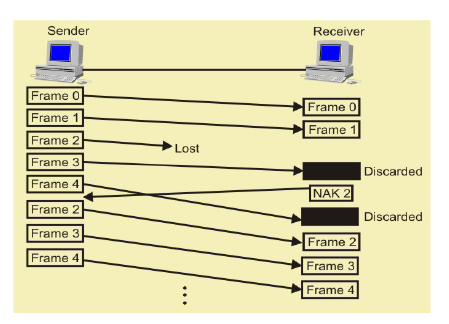 Sender
Receiver
Frame 0
Frame 0
Frame 1
Frame 1
Frame 2
Lost
Frame 3
Discarded
Frame 4
NAK 2
Discarded
Frame 2
Frame 2
Frame 3
Frame 3
Frame 4
Frame 4